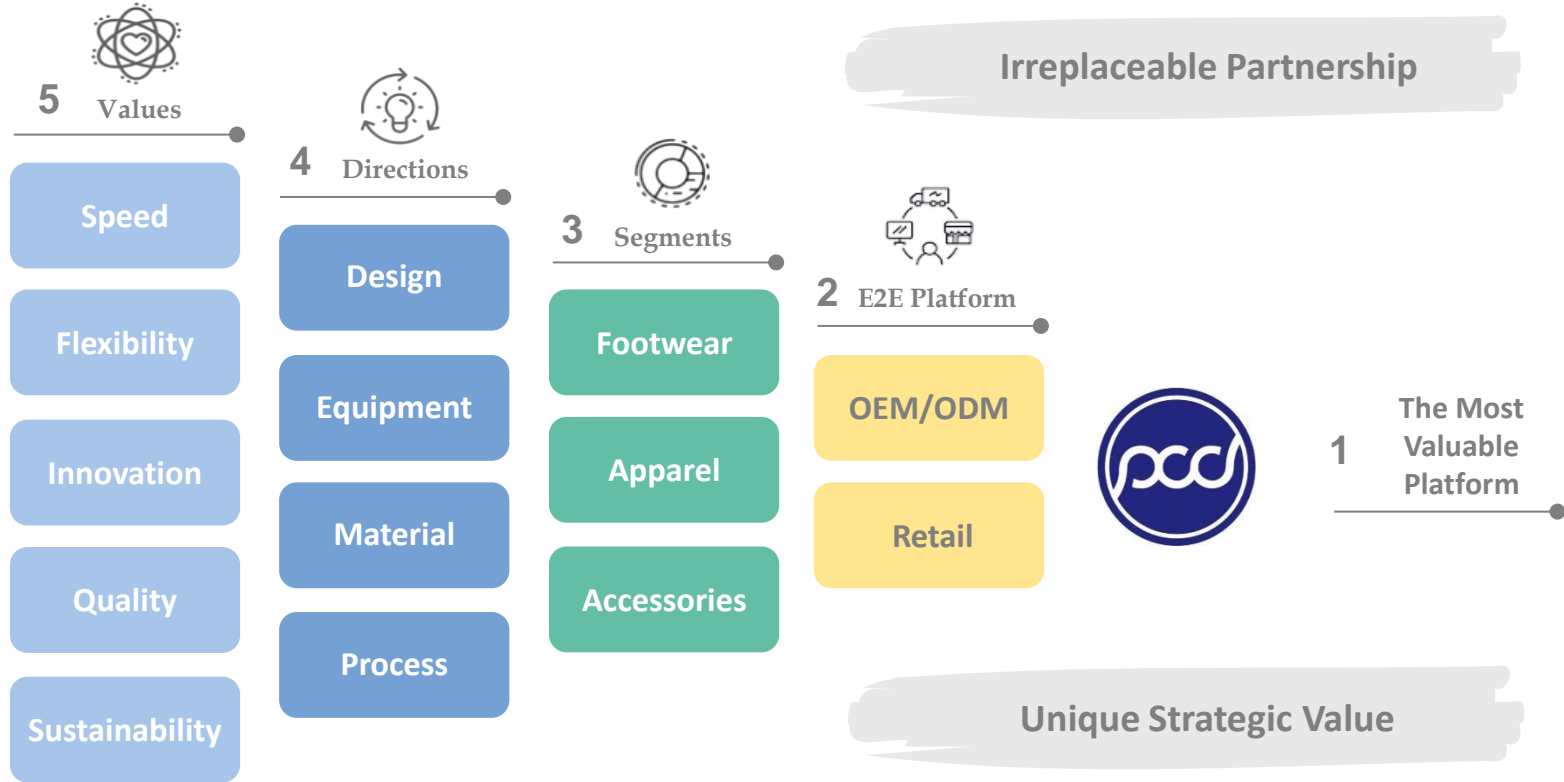 5 Values
Speed
Flexibility
Innovation
Quality
Sustainability
4 Directions
Design
Equipment
Material
Process
3 Segments
Footwear
Apparel
Accessories
2 E2E Platform
OEM/ODM
Retail
pcc
1
The Most
Valuable
Platform
Irreplaceable Partnership
Unique Strategic Value